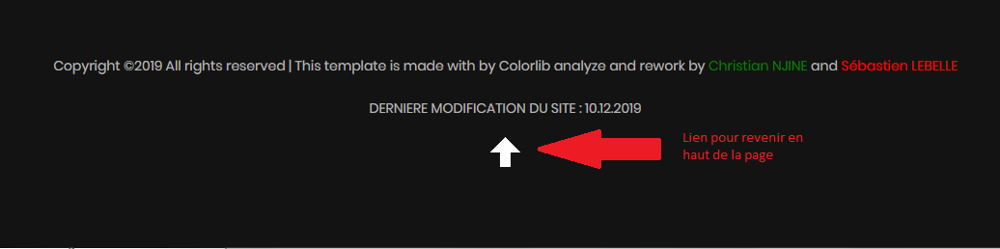 Copyright ©2019 All rights reserved | This template is made with by Colorlib analyze and rework by Christian NJINE and Sébastien LEBELLE
DERNIERE MODIFICATION DU SITE : 10.12.2019
Lien pour revenir en
haut de la page